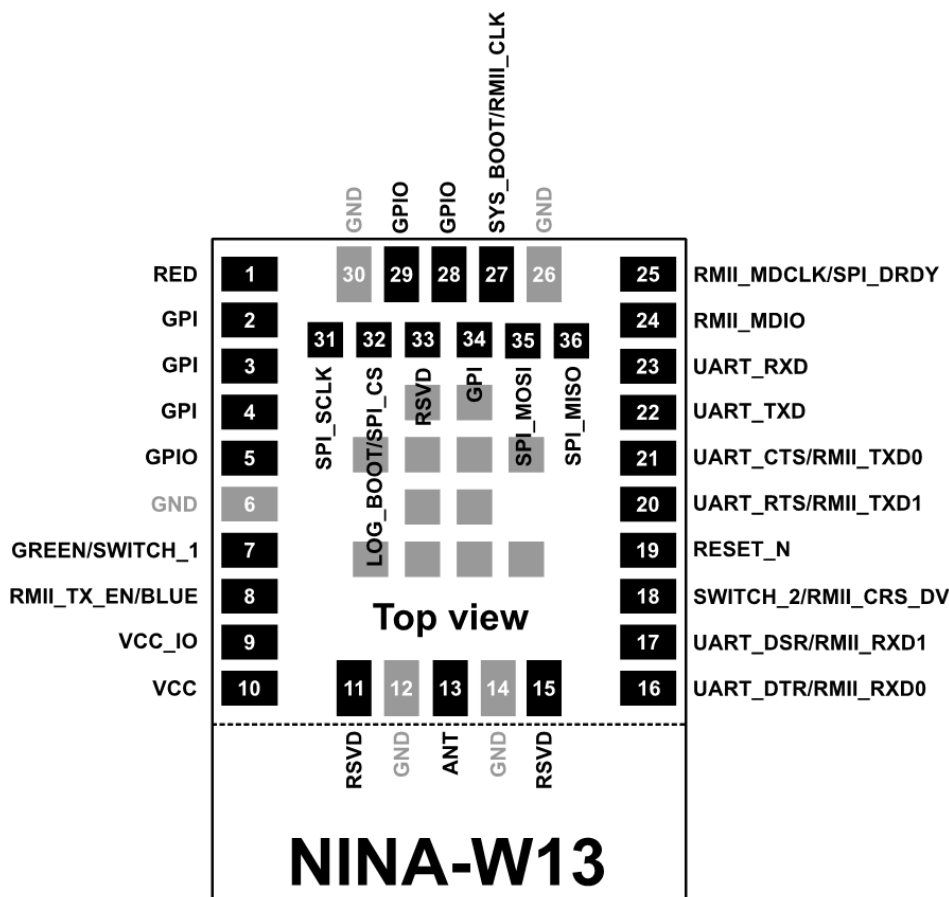 SYS_BOOT/RMII_CLK
GND
GPIO
GPIO
GND
30
29
28
27
26
RED 1
GPI 2
GPI 3
GPI 4
GPIO 5
GND 6
GREEN/SWITCH_1 7
RMII_TX_EN/BLUE 8
VCC_IO 9
VCC 10
25 RMII_MDCLK/SPI_DRDY
24 RMII_MDIO
23 UART_RXD
22 UART_TXD
21 UART_CTS/RMII_TXD0
20 UART_RTS/RMII_TXD1
19 RESET_N
18 SWITCH_2/RMII_CRS_DV
17 UART_DSR/RMII_RXD1
16 UART_DTR/RMII_RXD0
31
32
33
34
35
36
SPI_SCLK
LOG_BOOT/SPI_CS
RSVD
GPI
SPI_MOSI
SPI_MISO
Top view
11
12
13
14
15
RSVD
GND
ANT
GND
RSVD
NINA-W13